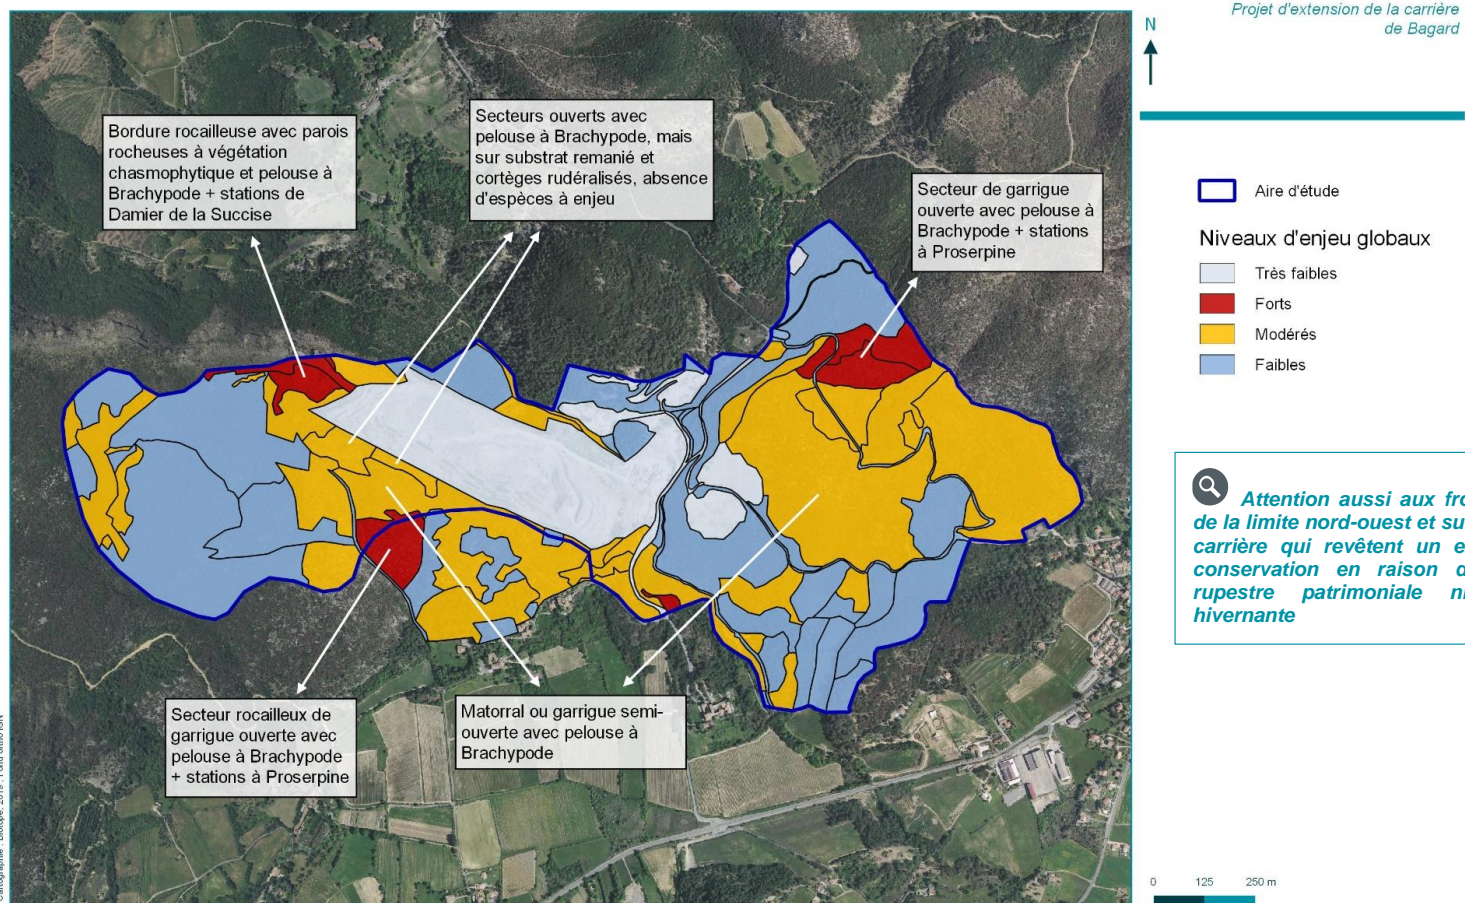 Projet d'extension de la carrière
de Bagard
N
Bordure rocailleuse avec parois
rocheuses à végétation
chasmophytique et pelouse à
Brachypode + stations de
Damier de la Succise
Secteurs ouverts avec
pelouse à Brachypode, mais
sur substrat remanié et
cortèges rudéralisés, absence
d'espèces à enjeu
Secteur de garrigue
ouverte avec pelouse à
Brachypode + stations
à Proserpine
Secteur rocailleux de
garrigue ouverte avec
pelouse à Brachypode
+ stations à Proserpine
Matorral ou garrigue semi-
ouverte avec pelouse à
Brachypode
Aire d'étude
Niveaux d'enjeu globaux
Très faibles
Forts
Modérés
Faibles
Attention aussi aux fro
de la limite nord-ouest et su
carrière qui revêtent un e
conservation en raison d
rupestre patrimoniale ni
hivernante
0 125 250 m